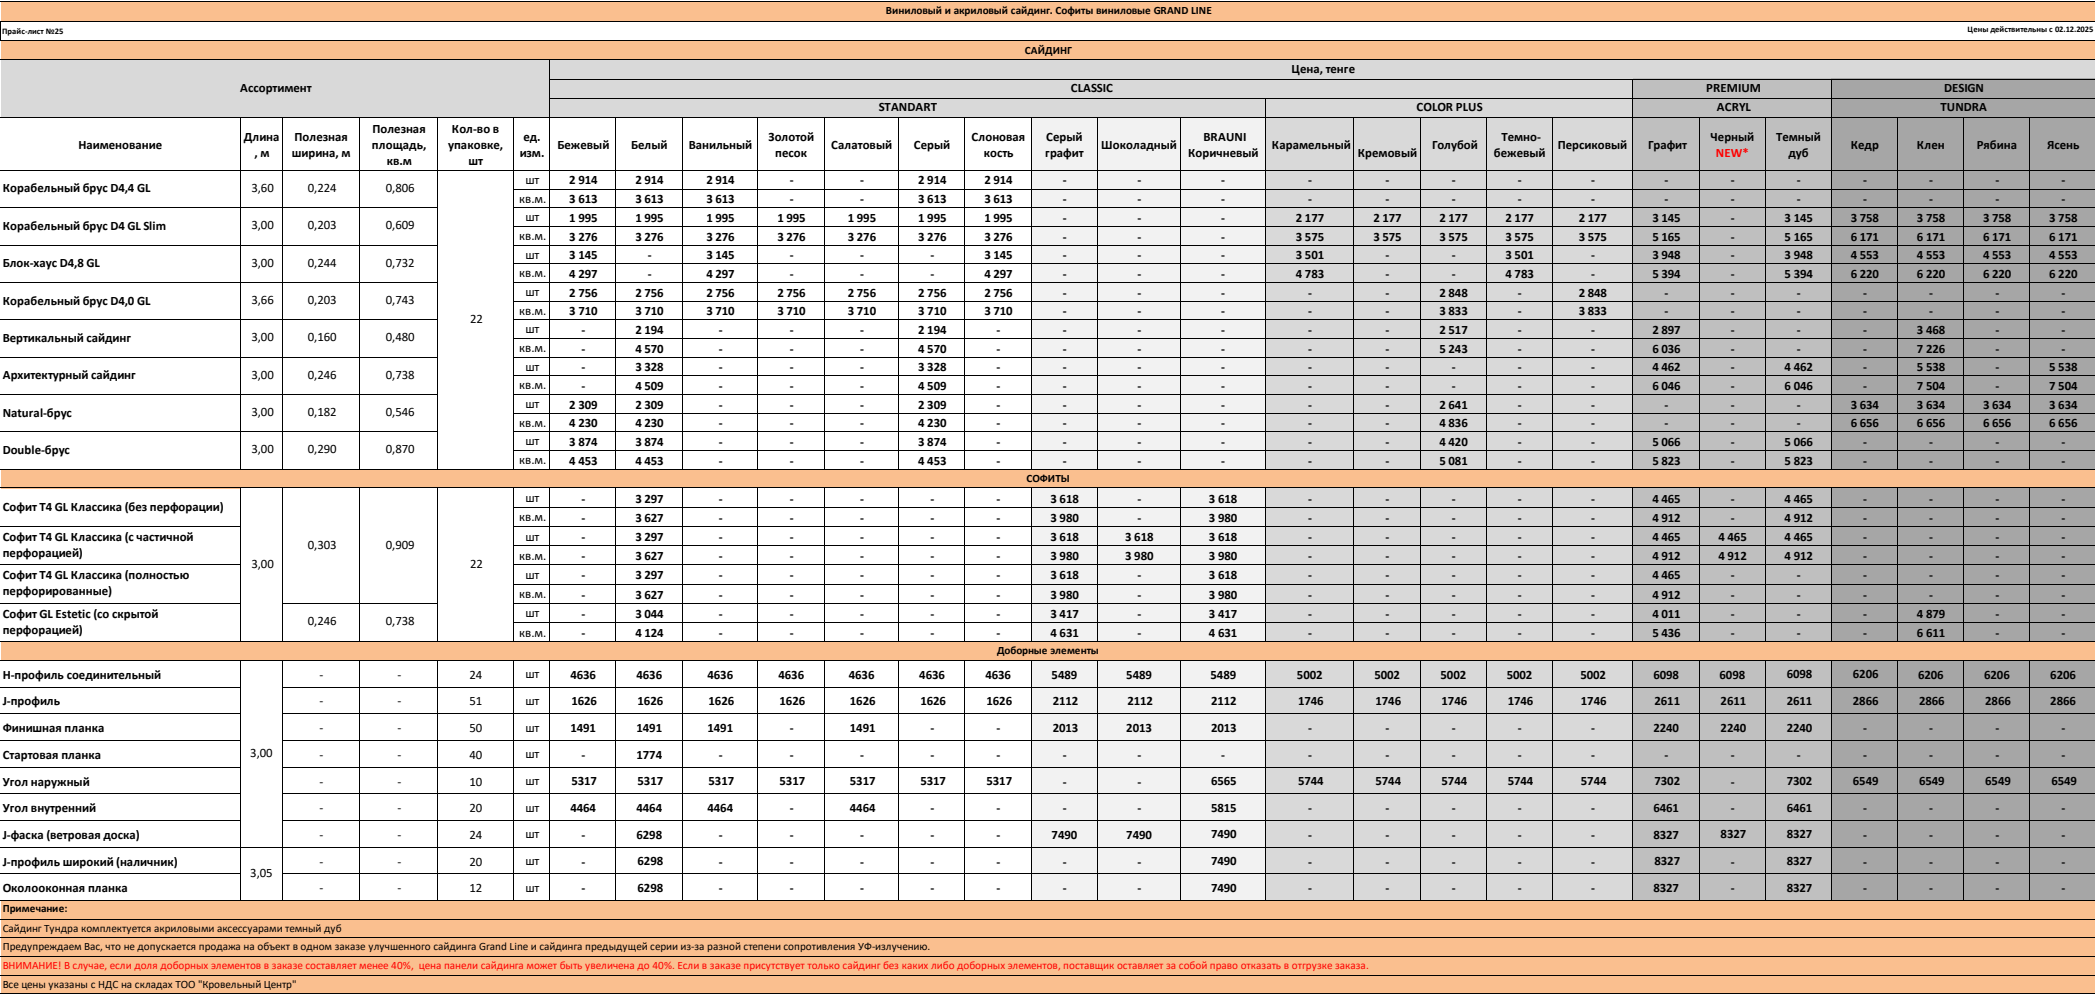 Виниловый и акриловый сайдинг. Софиты виниловые GRAND LINE
Прайс-лист №25 Цены действительны с 02.12.2025
САЙДИНГ
Ассортимент Цена, тенге
CLASSIC PREMIUM DESIGN
STANDART COLOR PLUS ACRYL TUNDRA
Наименование Длина, м Полезная ширина, м Полезная площадь, кв.м Кол-во в упаковке, шт ед. изм. Бежевый Белый Ванильный Золотой песок Салатовый Серый Слоновая кость Серый графит Шоколадный BRAUNI Коричневый Карамельный Кремовый Голубой Темно-бежевый Персиковый Графит Черный NEW* Темный дуб Кедр Клен Рябина Ясень
Корабельный брус D4,4 GL 3,60 0,224 0,806 22 шт 2 914 2 914 2 914 - - 2 914 2 914 - - - - - - - - - - - - - - -
кв.м. 3 613 3 613 3 613 - - 3 613 3 613 - - - - - - - - - - - - - - -
Корабельный брус D4 GL Slim 3,00 0,203 0,609 шт 1 995 1 995 1 995 1 995 1 995 1 995 1 995 - - - 2 177 2 177 2 177 2 177 2 177 3 145 - 3 145 3 758 3 758 3 758 3 758
кв.м. 3 276 3 276 3 276 3 276 3 276 3 276 3 276 - - - 3 575 3 575 3 575 3 575 3 575 5 165 - 5 165 6 171 6 171 6 171 6 171
Блок-хаус D4,8 GL 3,00 0,244 0,732 шт 3 145 - 3 145 - - - 3 145 - - - 3 501 - - 3 501 - 3 948 - 3 948 4 553 4 553 4 553 4 553
кв.м. 4 297 - 4 297 - - - 4 297 - - - 4 783 - - 4 783 - 5 394 - 5 394 6 220 6 220 6 220 6 220
Корабельный брус D4,0 GL 3,66 0,203 0,743 шт 2 756 2 756 2 756 2 756 2 756 2 756 2 756 - - - - - 2 848 - 2 848 - - - - - - -
кв.м. 3 710 3 710 3 710 3 710 3 710 3 710 3 710 - - - - - 3 833 - 3 833 - - - - - - -
Вертикальный сайдинг 3,00 0,160 0,480 шт - 2 194 - - - 2 194 - - - - - - 2 517 - - 2 897 - - - 3 468 - -
кв.м. - 4 570 - - - 4 570 - - - - - - 5 243 - - 6 036 - - - 7 226 - -
Архитектурный сайдинг 3,00 0,246 0,738 шт - 3 328 - - - 3 328 - - - - - - - - - 4 462 - 4 462 - 5 538 - 5 538
кв.м. - 4 509 - - - 4 509 - - - - - - - - - 6 046 - 6 046 - 7 504 - 7 504
Natural-брус 3,00 0,182 0,546 шт 2 309 2 309 - - - 2 309 - - - - - - 2 641 - - - - - 3 634 3 634 3 634 3 634
кв.м. 4 230 4 230 - - - 4 230 - - - - - - 4 836 - - - - - 6 656 6 656 6 656 6 656
Double-брус 3,00 0,290 0,870 шт 3 874 3 874 - - - 3 874 - - - - - - 4 420 - - 5 066 - 5 066 - - - -
кв.м. 4 453 4 453 - - - 4 453 - - - - - - 5 081 - - 5 823 - 5 823 - - - -
СОФИТЫ
Софит Т4 GL Классика (без перфорации) 3,00 0,303 0,909 22 шт - 3 297 - - - - - 3 618 - 3 618 - - - - - 4 465 - 4 465 - - - -
кв.м. - 3 627 - - - - - 3 980 - 3 980 - - - - - 4 912 - 4 912 - - - -
Софит Т4 GL Классика (с частичной перфорацией) шт - 3 297 - - - - - 3 618 3 618 3 618 - - - - - 4 465 4 465 4 465 - - - -
кв.м. - 3 627 - - - - - 3 980 3 980 3 980 - - - - - 4 912 4 912 4 912 - - - -
Софит Т4 GL Классика (полностью перфорированные) шт - 3 297 - - - - - 3 618 - 3 618 - - - - - 4 465 - - - - - -
кв.м. - 3 627 - - - - - 3 980 - 3 980 - - - - - 4 912 - - - - - -
Софит GL Estetic (со скрытой перфорацией) 0,246 0,738 шт - 3 044 - - - - - 3 417 - 3 417 - - - - - 4 011 - - - 4 879 - -
кв.м. - 4 124 - - - - - 4 631 - 4 631 - - - - - 5 436 - - - 6 611 - -
Доборные элементы
H-профиль соединительный 3,00 - - 24 шт 4636 4636 4636 4636 4636 4636 4636 5489 5489 5489 5002 5002 5002 5002 5002 6098 6098 6098 6206 6206 6206 6206
J-профиль - - 51 шт 1626 1626 1626 1626 1626 1626 1626 2112 2112 2112 1746 1746 1746 1746 1746 2611 2611 2611 2866 2866 2866 2866
Финишная планка - - 50 шт 1491 1491 1491 - 1491 - - 2013 2013 2013 - - - - - 2240 2240 2240 - - - -
Стартовая планка - - 40 шт - 1774 - - - - - - - - - - - - - - - - - - - -
Угол наружный - - 10 шт 5317 5317 5317 5317 5317 5317 5317 - - 6565 5744 5744 5744 5744 5744 7302 - 7302 6549 6549 6549 6549
Угол внутренний - - 20 шт 4464 4464 4464 - 4464 - - - - 5815 - - - - - 6461 - 6461 - - - -
J-фаска (ветровая доска) - - 24 шт - 6298 - - - - - 7490 7490 7490 - - - - - 8327 8327 8327 - - - -
J-профиль широкий (наличник) 3,05 - - 20 шт - 6298 - - - - - - - 7490 - - - - - 8327 - 8327 - - - -
Околооконная планка - - 12 шт - 6298 - - - - - - - 7490 - - - - - 8327 - 8327 - - - -
Примечание:
Сайдинг Тундра комплектуется акриловыми аксессуарами темный дуб
Предупреждаем Вас, что не допускается продажа на объект в одном заказе улучшенного сайдинга Grand Line и сайдинга предыдущей серии из-за разной степени сопротивления УФ-излучению.
ВНИМАНИЕ! В случае, если доля доборных элементов в заказе составляет менее 40%, цена панели сайдинга может быть увеличена до 40%. Если в заказе присутствует только сайдинг без каких либо доборных элементов, поставщик оставляет за собой право отказать в отгрузке заказа.
Все цены указаны с НДС на складах ТОО "Кровельный Центр"